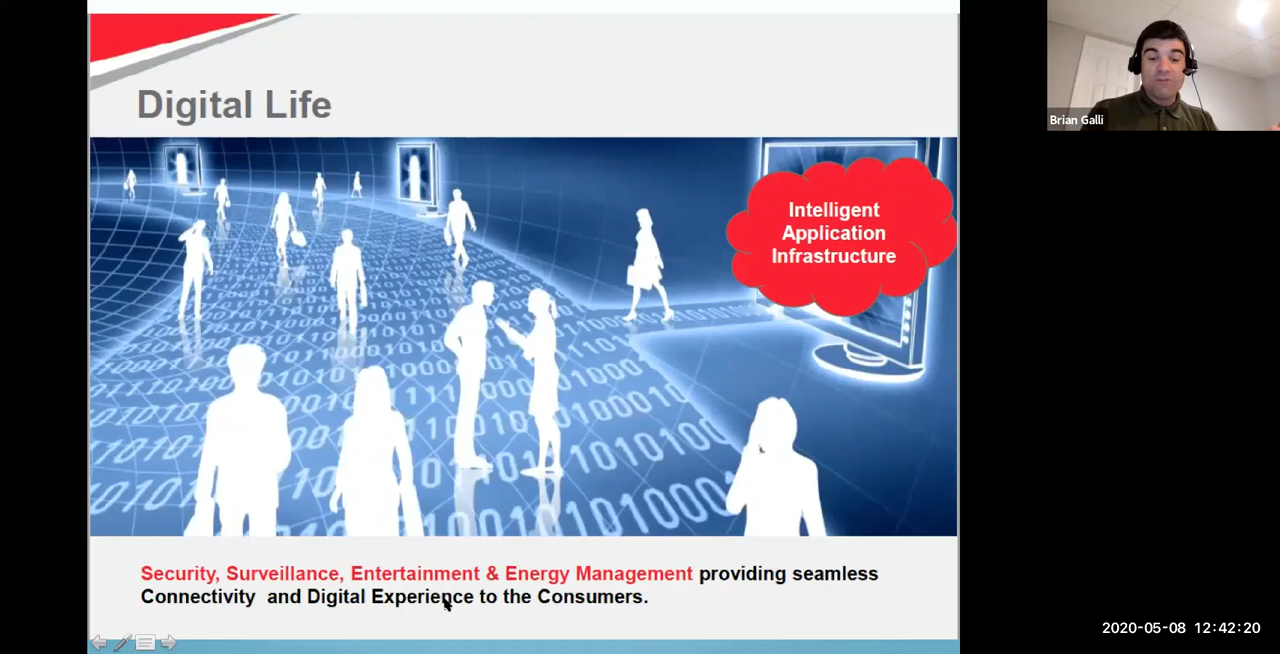 Digital Life
Intelligent
Application
Infrastructure
Security, Surveillance, Entertainment & Energy Management providing seamless
Connectivity and Digital Experience to the Consumers.
Brian Galli
2020-05-08 12:42:20